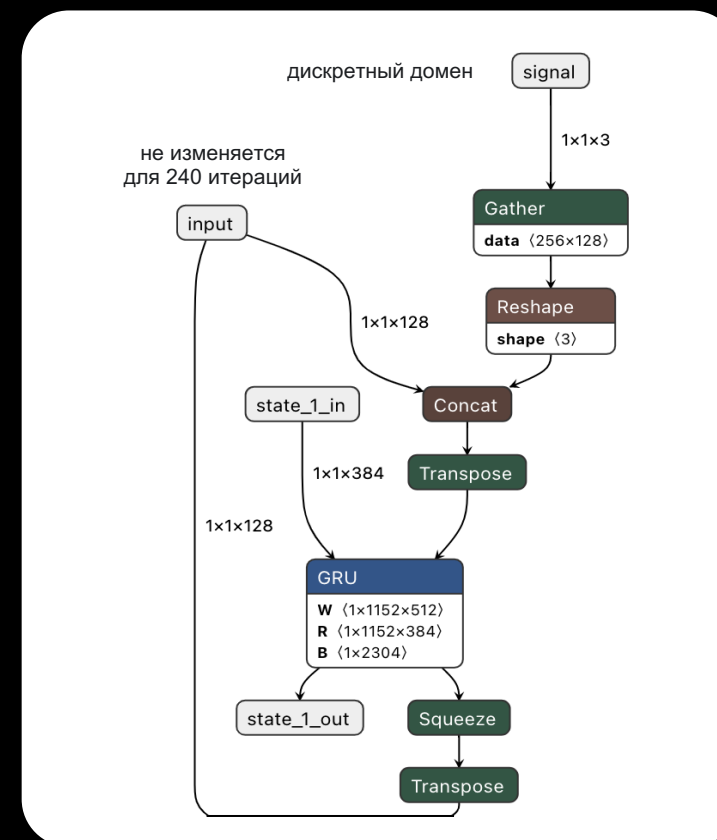 дискретный домен
signal
1×1×3
не изменяется
для 240 итераций
Gather
data ⟨256×128⟩
input
Reshape
shape ⟨3⟩
1×1×128
state_1_in
Concat
1×1×384
Transpose
1×1×128
GRU
W ⟨1×1152×512⟩
R ⟨1×1152×384⟩
B ⟨1×2304⟩
state_1_out
Squeeze
Transpose